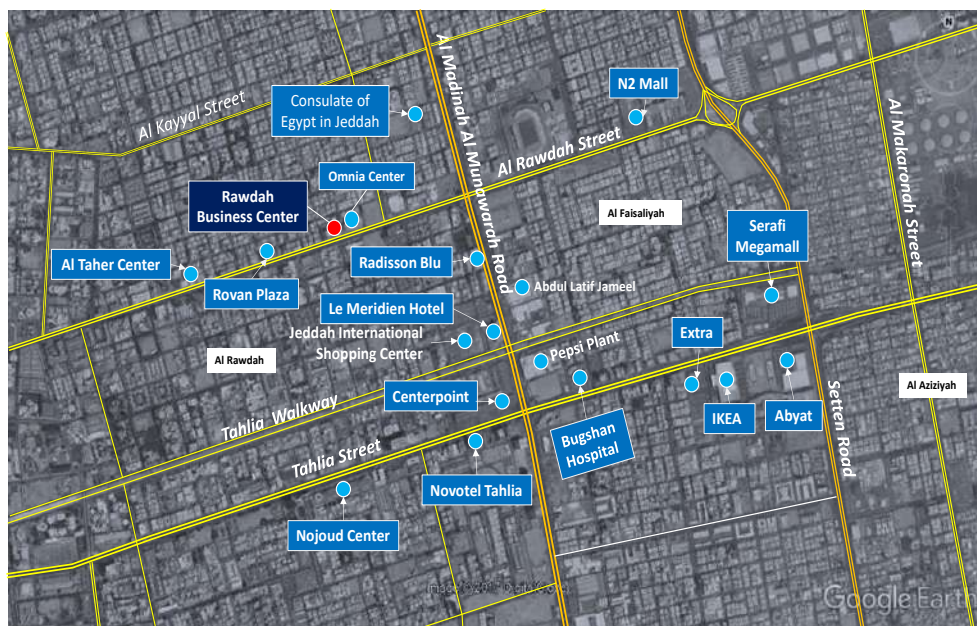 N
N2 Mall
Al Kayyal Street
Consulate of
Egypt in Jeddah
Al Madinah Al Munawarah Road
Al Rawdah Street
Al Makaronah Street
Omnia Center
Rawdah
Business Center
Al Faisaliyah
Serafi
Megamall
Al Taher Center
Rovan Plaza
Radisson Blu
Abdul Latif Jameel
Le Meridien Hotel
Jeddah International
Shopping Center
Pepsi Plant
Extra
Al Rawdah
Al Aziziyah
Tahlia Walkway
Centerpoint
IKEA
Abyat
Setten Road
Bugshan
Hospital
Tahlia Street
Novotel Tahlia
Nojoud Center
Google Earth